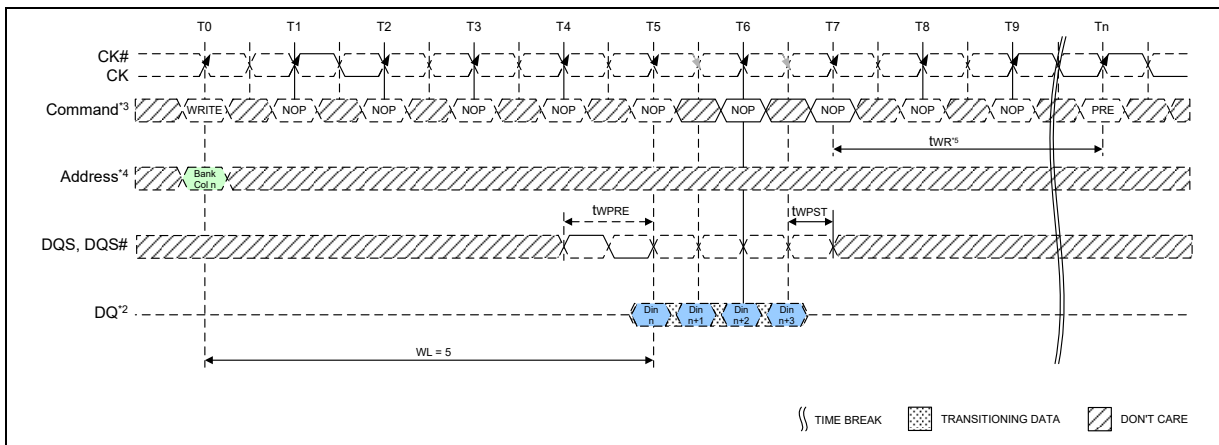 T0 T1 T2 T3 T4 T5 T6 T7 T8 T9 Tn
CK#
CK
Command*3 WRITE NOP NOP NOP NOP NOP NOP NOP NOP NOP PRE
tWR*5
Address*4 Bank
Col n
tWPRE tWPST
DQS, DQS#
DQ*2 Din
n Din
n+1 Din
n+2 Din
n+3
WL = 5
TIME BREAK TRANSITIONING DATA DON'T CARE